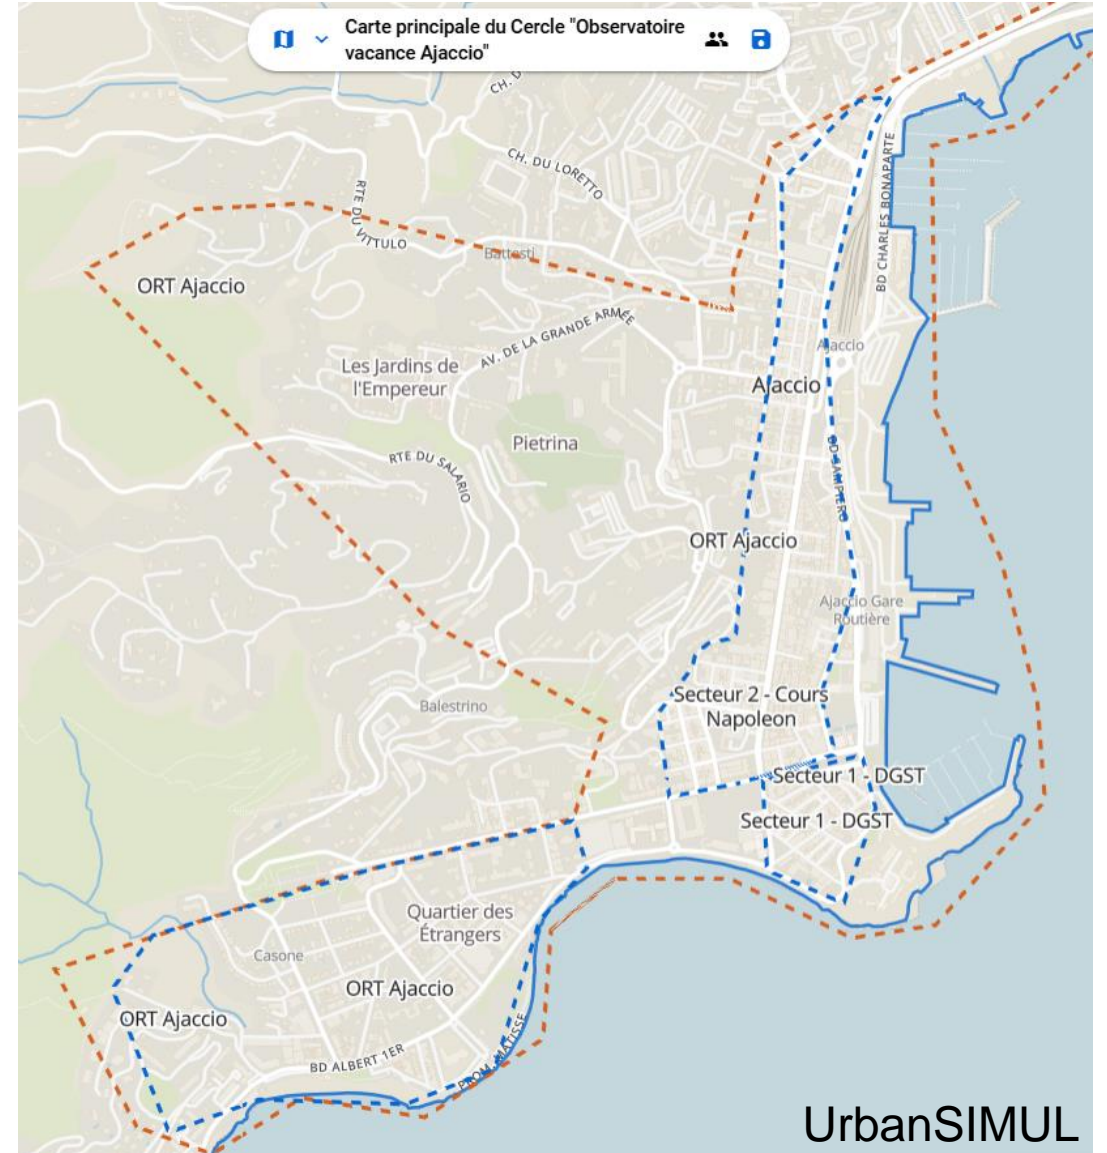 Carte principale du Cercle "Observatoire
vacance Ajaccio"
CH. DU LORETTO
BD CHARLES BONAPARTE
RTE DU VITTULO
Battesti
ORT Ajaccio
AV. DE LA GRANDE ARMÉE
Ajaccio
Les Jardins de
l'Empereur
Ajaccio
Pietrina
RTE DU SALARIO
BD SAMPIERO
ORT Ajaccio
Ajaccio Gare
Routière
Secteur 2 - Cours
Napoleon
Balestrino
Secteur 1 - DGST
Secteur 1 - DGST
Quartier des
Étrangers
Casone
ORT Ajaccio
ORT Ajaccio
BD ALBERT 1ER
PROM. MATISSE
UrbanSIMUL